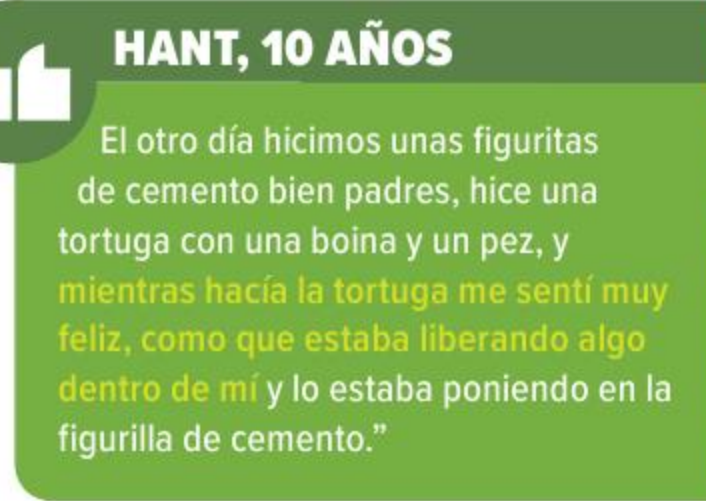 HANT, 10 AÑOS
El otro día hicimos unas figuritas
de cemento bien padres, hice una
tortuga con una boina y un pez, y
mientras hacía la tortuga me sentí muy
feliz, como que estaba liberando algo
dentro de mí y lo estaba poniendo en la
figurilla de cemento.”